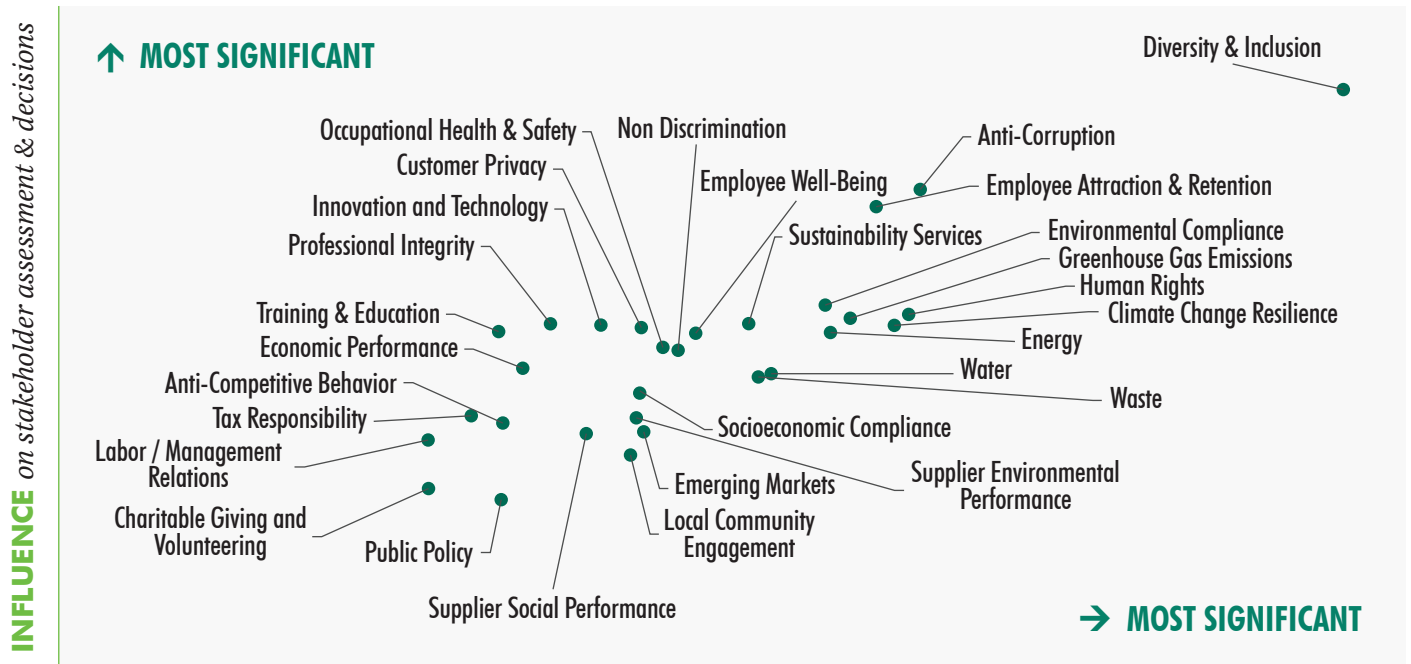 INFLUENCE on stakeholder assessment & decisions
↑ MOST SIGNIFICANT
Diversity & Inclusion
Occupational Health & Safety
Non Discrimination
Anti-Corruption
Customer Privacy
Employee Well-Being
Employee Attraction & Retention
Innovation and Technology
Sustainability Services
Environmental Compliance
Professional Integrity
Greenhouse Gas Emissions
Human Rights
Training & Education
Climate Change Resilience
Economic Performance
Energy
Anti-Competitive Behavior
Water
Waste
Tax Responsibility
Socioeconomic Compliance
Labor / Management
Relations
Supplier Environmental
Performance
Emerging Markets
Charitable Giving and
Volunteering
Local Community
Engagement
Public Policy
Supplier Social Performance
→ MOST SIGNIFICANT